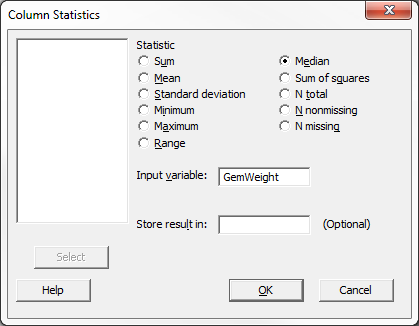 Column Statistics
Statistic
Sum
Mean
Standard deviation
Minimum
Maximum
Range
Median
Sum of squares
N total
N nonmissing
N missing
Input variable: GemWeight
Store result in: (Optional)
Select
Help
OK
Cancel